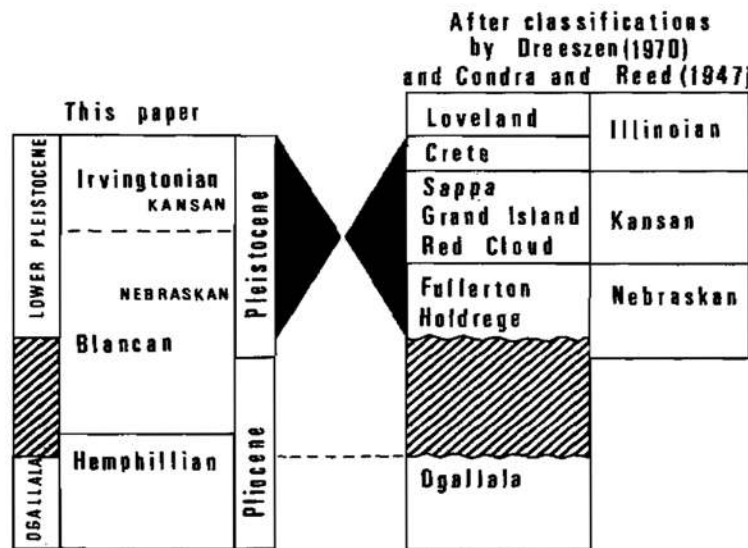 After classifications
by Dreeszen (1970)
and Condra and Reed (1947)
This paper
LOWER PLEISTOCENE
OGALLALA
Irvingtonian
KANSAN
NEBRASKAN
Blancan
Hemphillian
Pleistocene
Pliocene
Loveland
Crete
Sappa
Grand Island
Red Cloud
Fullerton
Holdrege
Ogallala
Illinoian
Kansan
Nebraskan